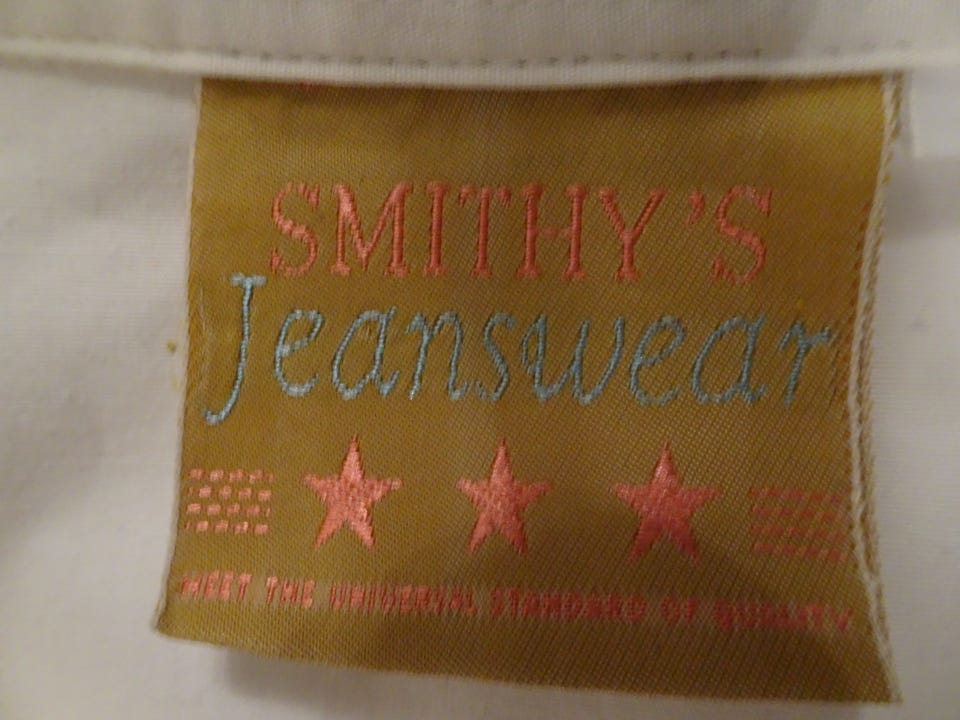 SMITHY'S
Jeanswear
MEET THE UNIVERSAL STANDARD OF QUALITY